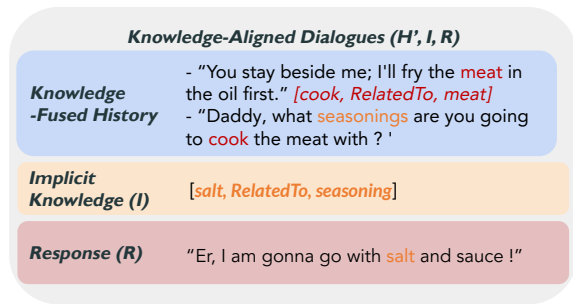 Knowledge-Aligned Dialogues (H', I, R)
Knowledge
-Fused History
- “You stay beside me; I'll fry the meat in
the oil first.” [cook, RelatedTo, meat]
- “Daddy, what seasonings are you going
to cook the meat with ? '
Implicit
Knowledge (I)
[salt, RelatedTo, seasoning]
Response (R)
“Er, I am gonna go with salt and sauce !”